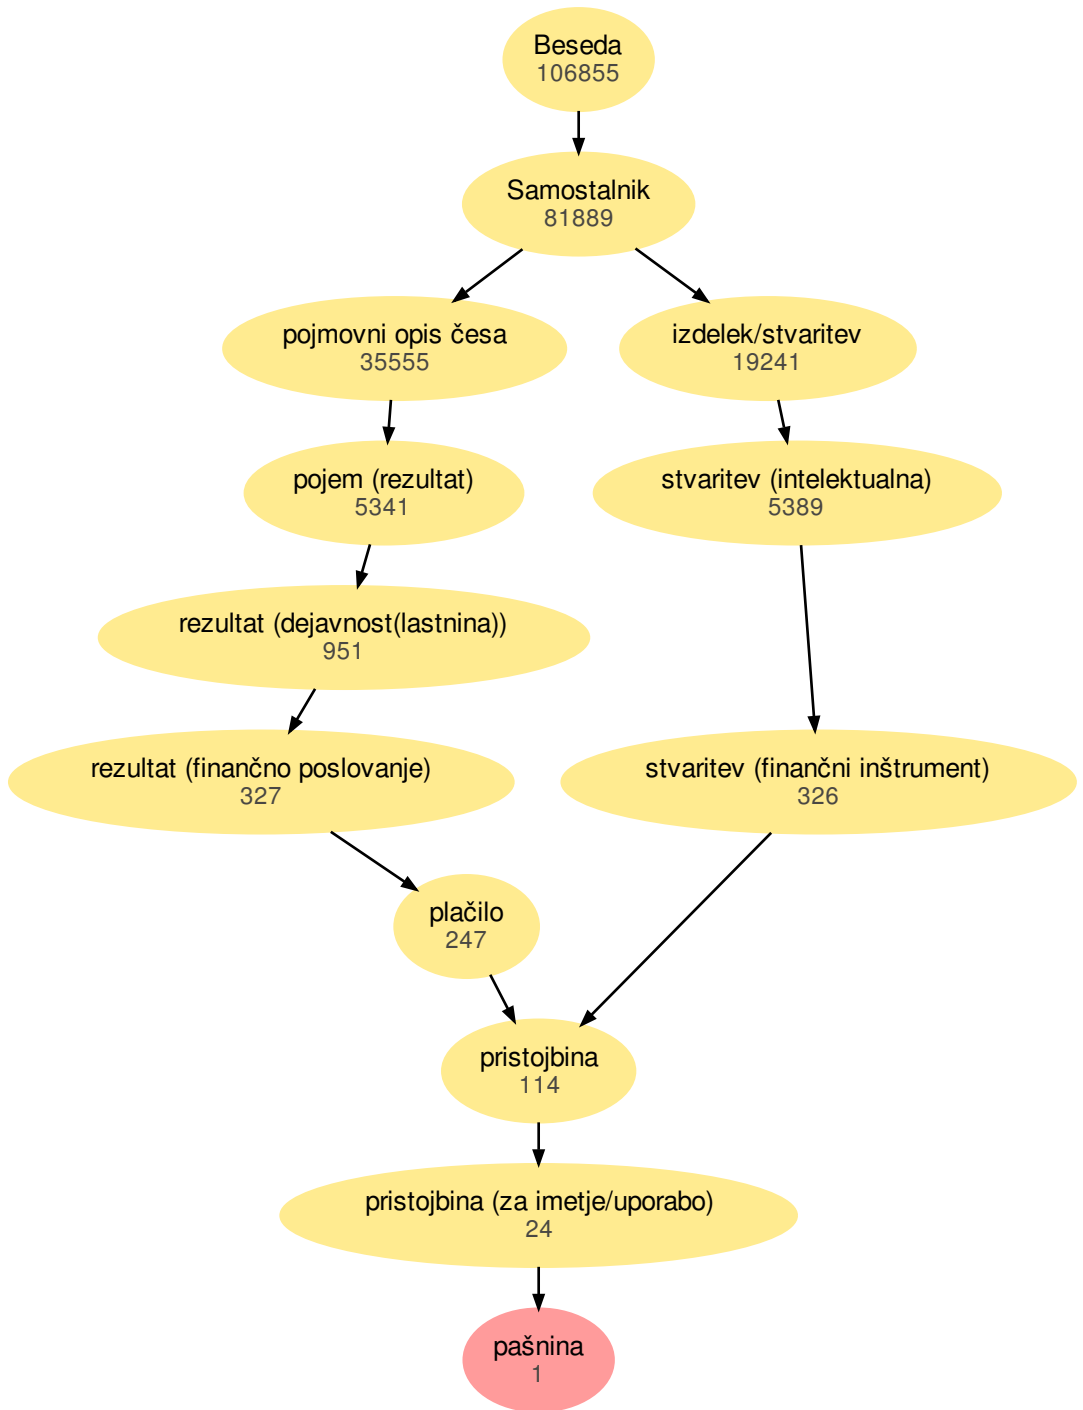 Beseda
106855
Samostalnik
81889
pojmovni opis česa
35555
izdelek/stvaritev
19241
pojem (rezultat)
5341
stvaritev (intelektualna)
5389
rezultat (dejavnost(lastnina))
951
rezultat (finančno poslovanje)
327
stvaritev (finančni inštrument)
326
plačilo
247
pristojbina
114
pristojbina (za imetje/uporabo)
24
pašnina
1